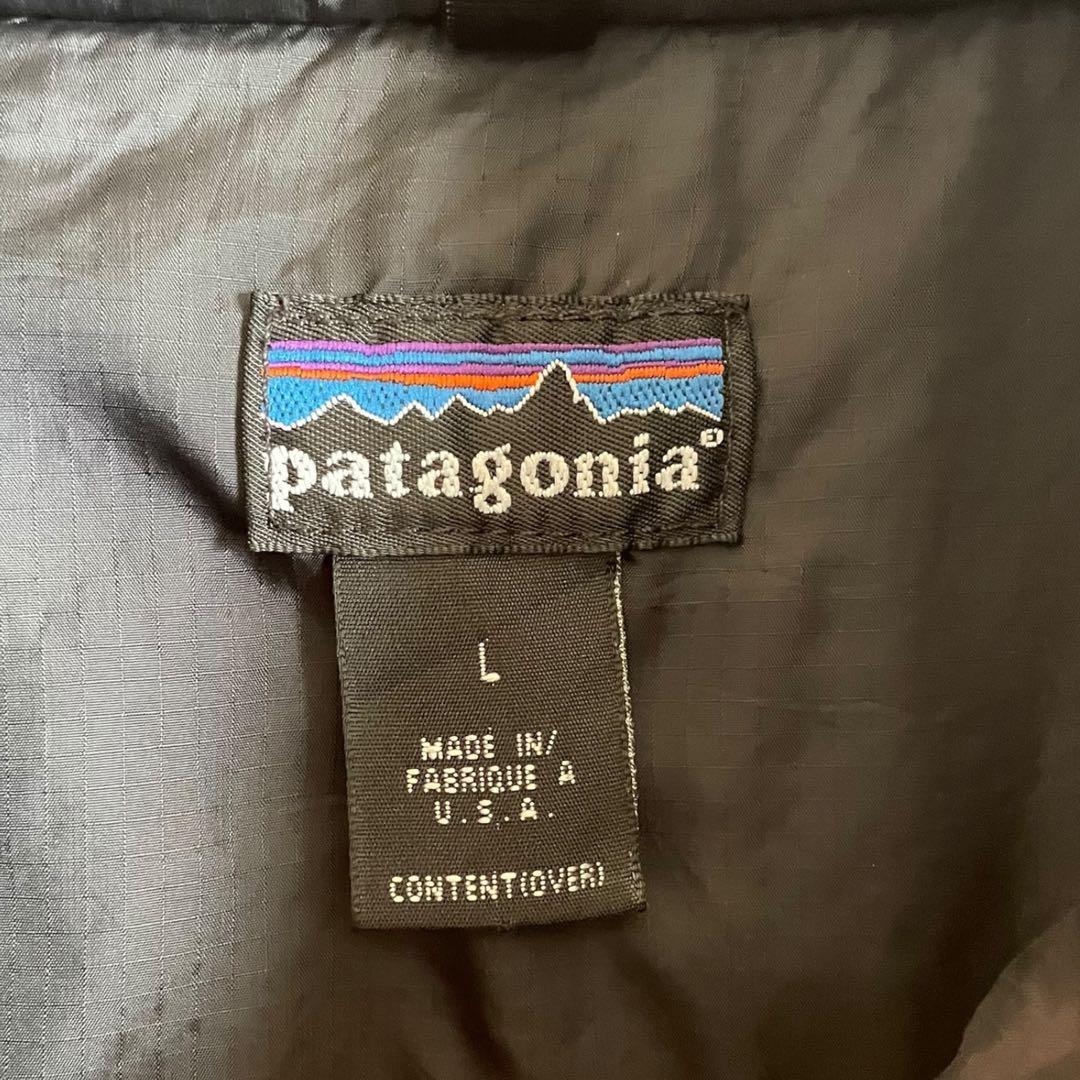 patagonia®
L
MADE IN/
FABRIQUE A
U.S.A.
CONTENT(OVER)